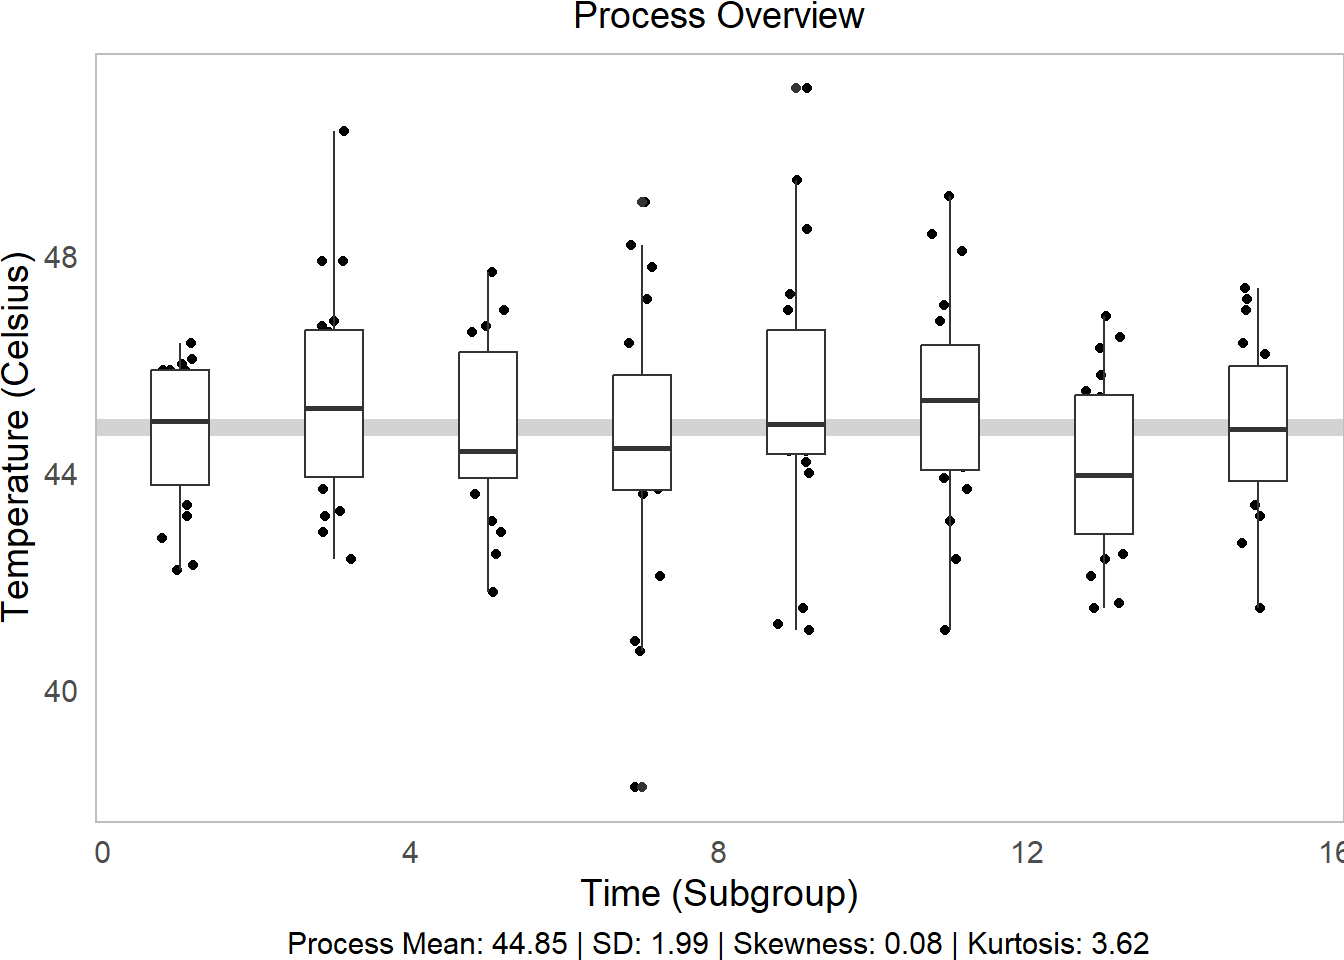 Process Overview
Temperature (Celsius)
48
44
40
0 4 8 12 16
Time (Subgroup)
Process Mean: 44.85 | SD: 1.99 | Skewness: 0.08 | Kurtosis: 3.62